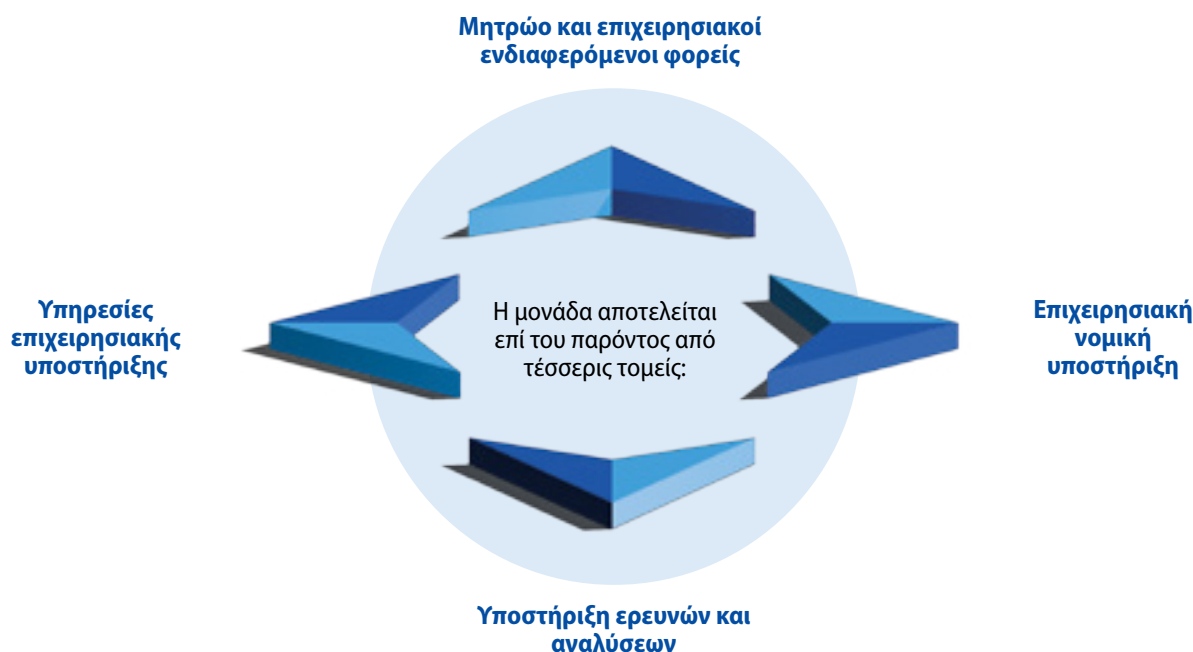 Μητρώο και επιχειρησιακοί
ενδιαφερόμενοι φορείς
Υπηρεσίες
επιχειρησιακής
υποστήριξης
Η μονάδα αποτελείται
επί του παρόντος από
τέσσερις τομείς:
Επιχειρησιακή
νομική
υποστήριξη
Υποστήριξη ερευνών και
αναλύσεων